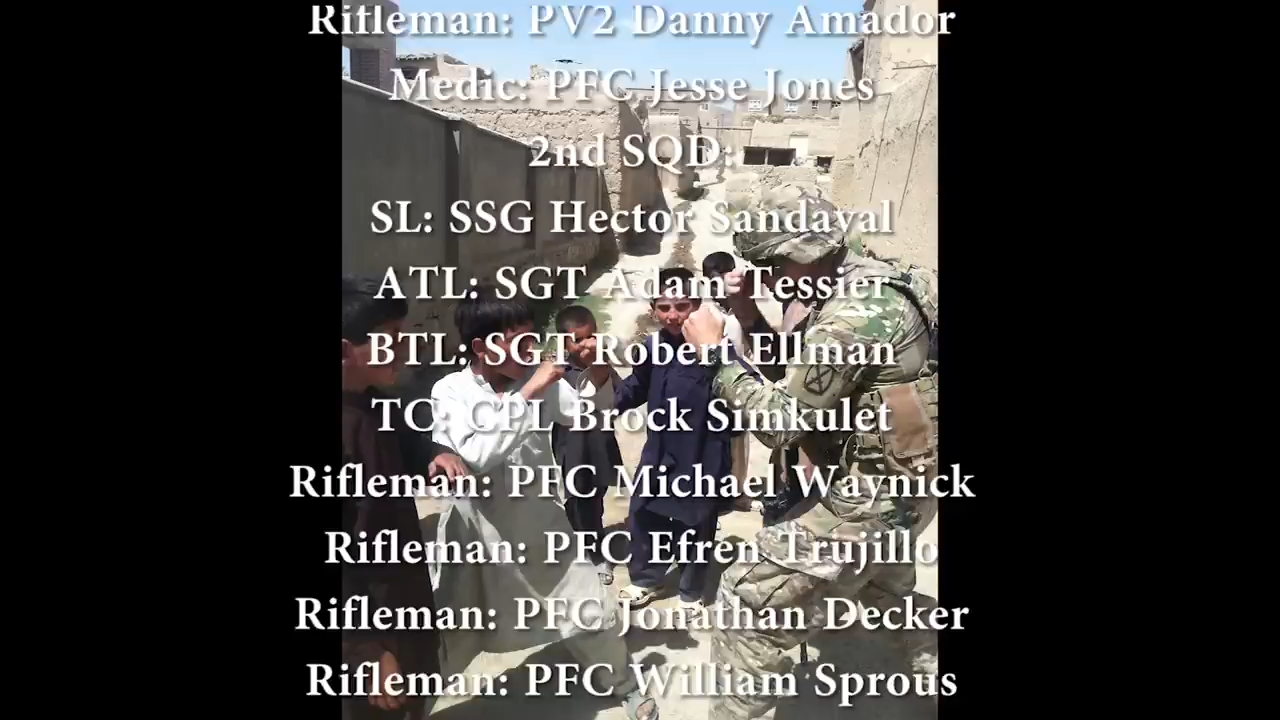 Rifleman: PV2 Danny Amador
Medic: PFC Jesse Jones
2nd SQD:
SL: SSG Hector Sandaval
ATL: SGT Adam Tessier
BTL: SGT Robert Ellman
TC: CPL Brock Simkulet
Rifleman: PFC Michael Waynick
Rifleman: PFC Efren Trujillo
Rifleman: PFC Jonathan Decker
Rifleman: PFC William Sprous